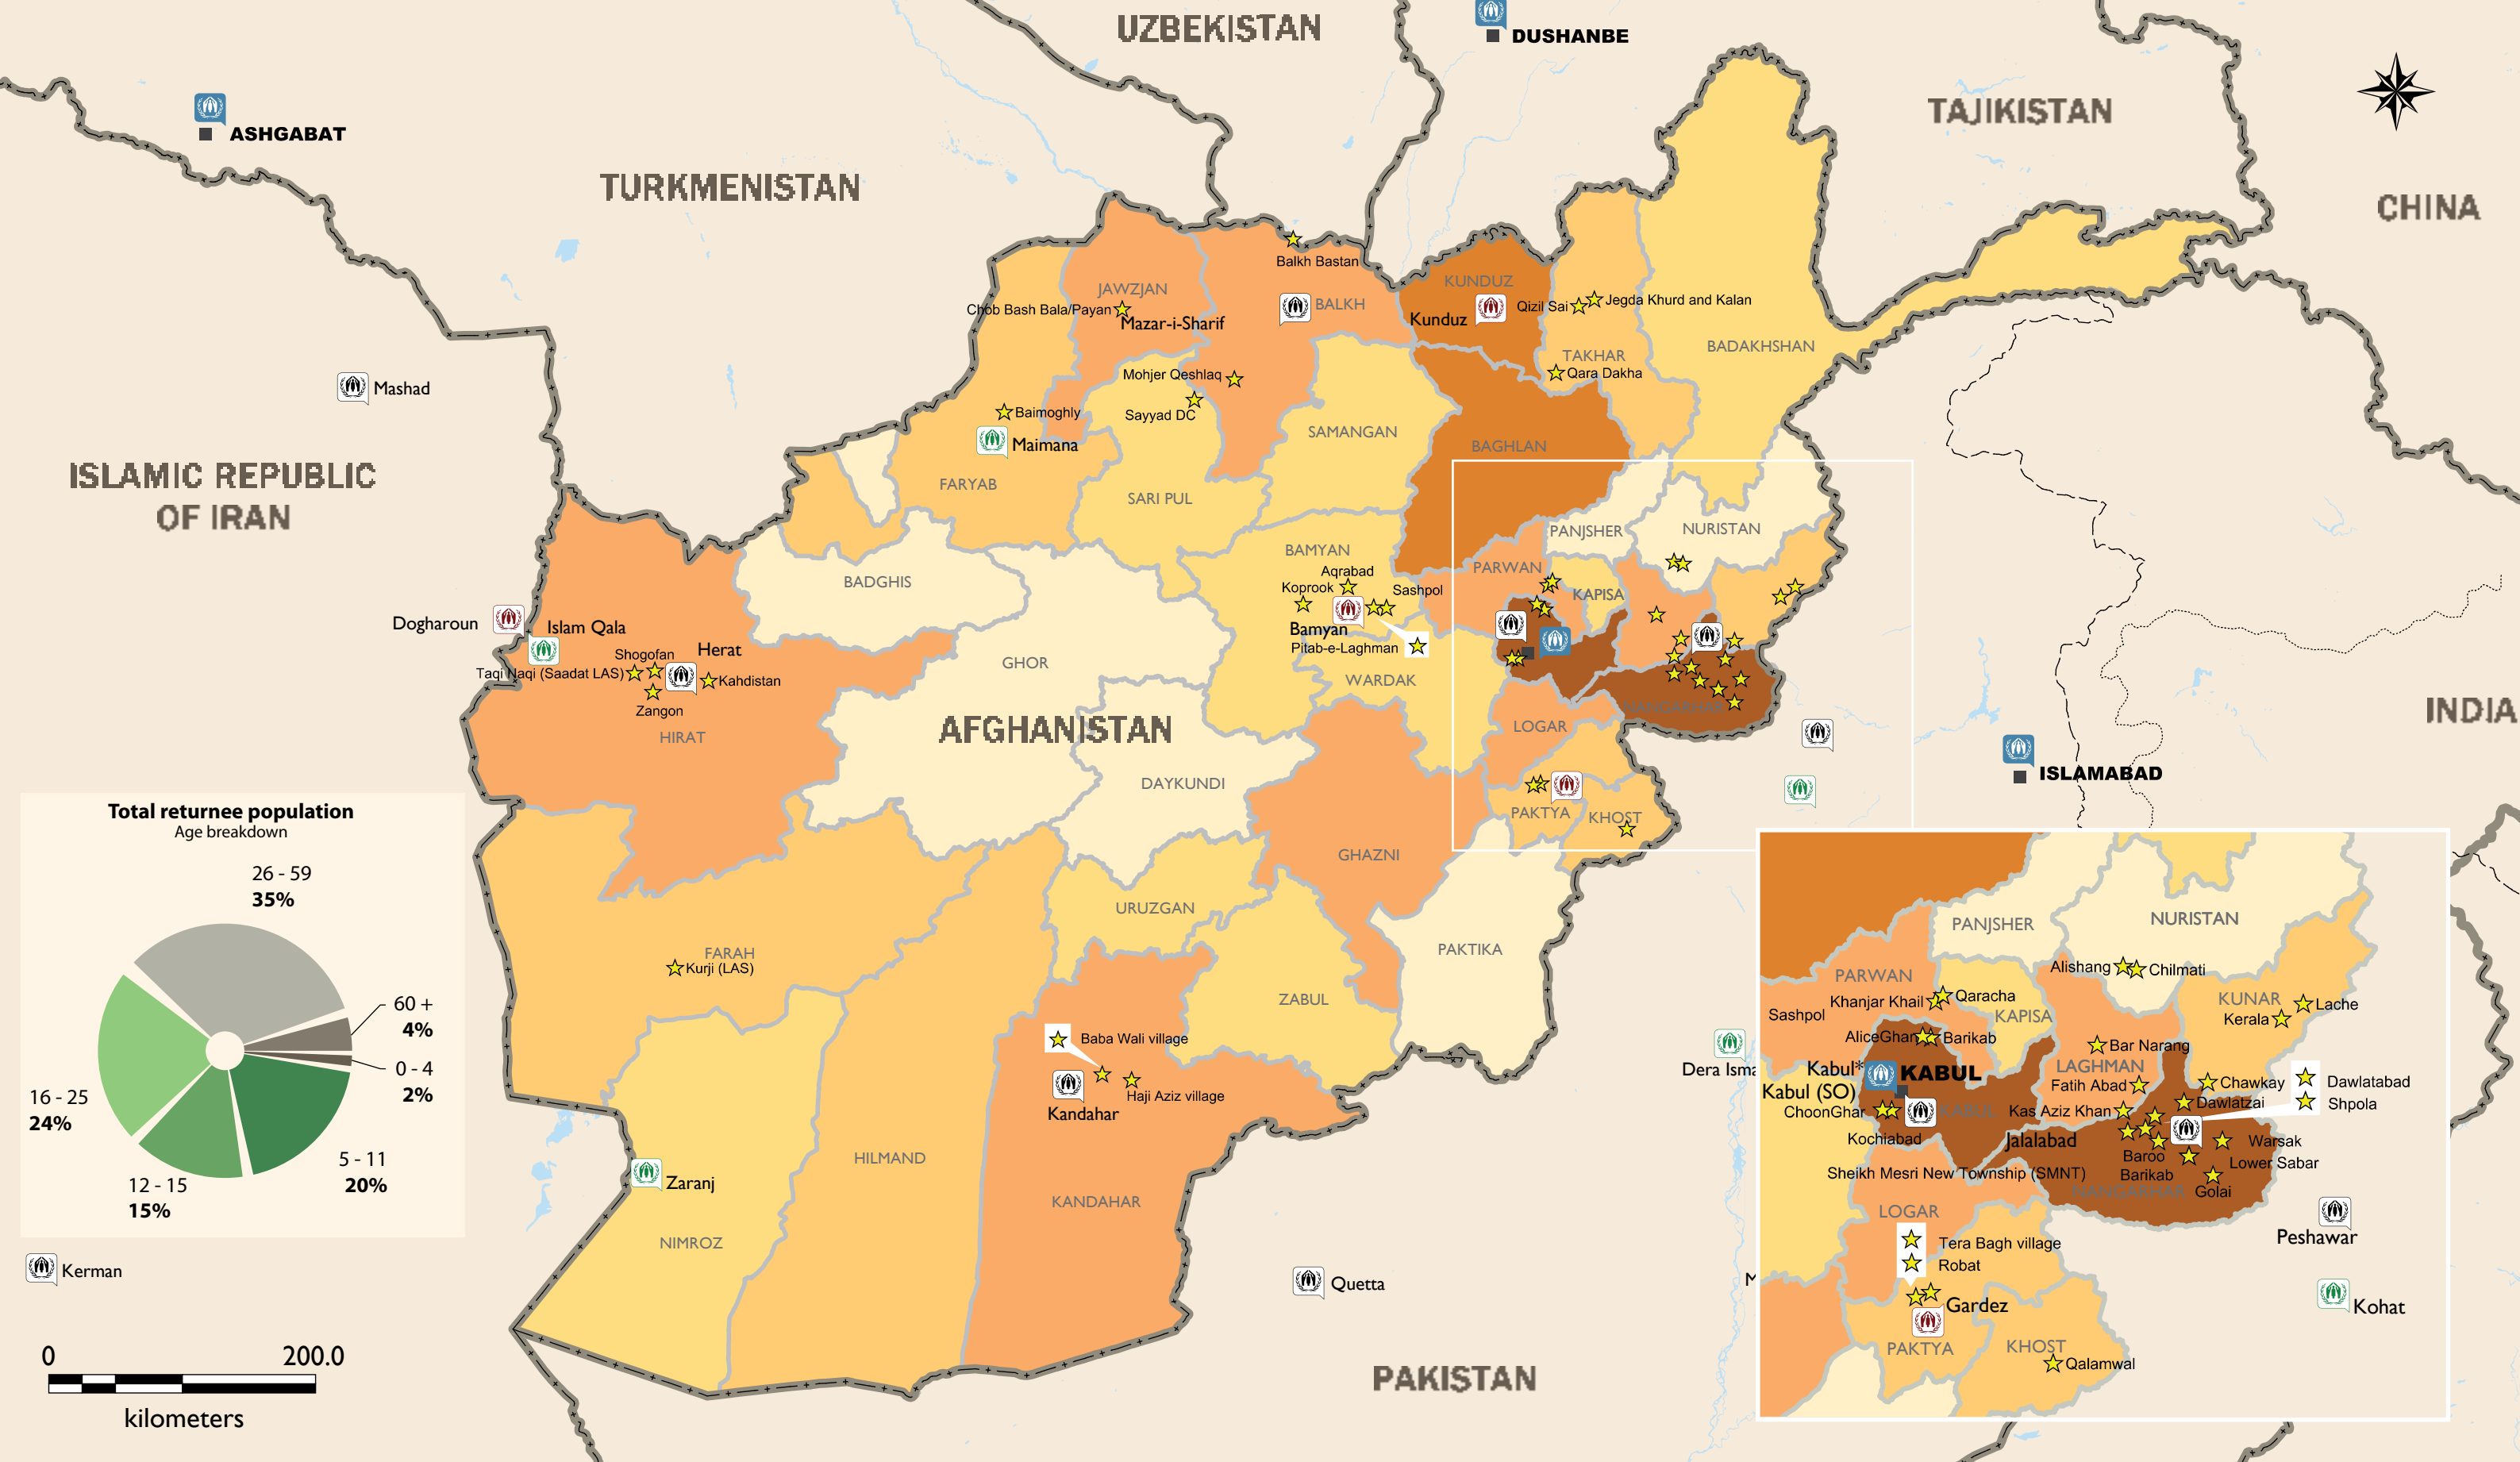 UZBEKISTAN
DUSHANBE
TAJIKISTAN
ASHGABAT
TURKMENISTAN
CHINA
Balkh Bastan
JAWZJAN
BALKH
KUNDUZ
Chob Bash Bala/Payan
Mazar-i-Sharif
Kunduz
Qizil Sai
Jegda Khurd and Kalan
BADAKHSHAN
TAKHAR
Qara Dakha
Mashad
Mohjer Qeshlaq
Sayyad DC
Baimoghly
Maimana
SAMANGAN
BAGHLAN
ISLAMIC REPUBLIC
OF IRAN
FARYAB
SARI PUL
PANJSHER
NURISTAN
BAMYAN
Aqrabad
Koprook
Sashpol
PARWAN
KAPISA
BADGHIS
Dogharoun
Islam Qala
Herat
Bamyan
Pitab-e-Laghman
Shogofan
Taqi Naqi (Saadat LAS)
Kahdistan
Zangon
HIRAT
GHOR
WARDAK
NANGARHAR
LOGAR
AFGHANISTAN
INDIA
ISLAMABAD
DAYKUNDI
PAKTYA
KHOST
GHAZNI
URUZGAN
PAKTIKA
FARAH
Kurji (LAS)
ZABUL
Baba Wali village
Haji Aziz village
Kandahar
HILMAND
KANDAHAR
Zaranj
NIMROZ
Dera Isma
M
Quetta
PAKISTAN
Kerman
Total returnee population
Age breakdown
26 - 59
35%
60 +
4%
0 - 4
2%
16 - 25
24%
5 - 11
20%
12 - 15
15%
0
200.0
kilometers
PANJSHER
NURISTAN
PARWAN
Alishang
Chilmati
Khanjar Khail
Qaracha
Sashpol
KAPISA
KUNAR
Lache
Kerala
AliceGhan
Barikab
Bar Narang
LAGHMAN
Kabul*
KABUL
Kabul (SO)
Fatih Abad
Chawkay
Dawlatabad
Shpola
Dawlatzai
ChoonGhar
KABUL
Kas Aziz Khan
Kochiabad
Jalalabad
Warsak
Baroo
Lower Sabar
Sheikh Mesri New Township (SMNT)
Barikab
NANGARHAR
Golai
LOGAR
Tera Bagh village
Robat
Peshawar
Gardez
Kohat
PAKTYA
KHOST
Qalamwal